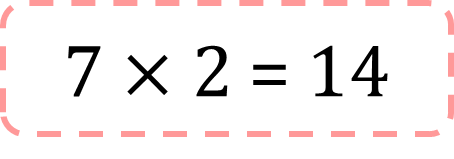 7 × 2 = 14